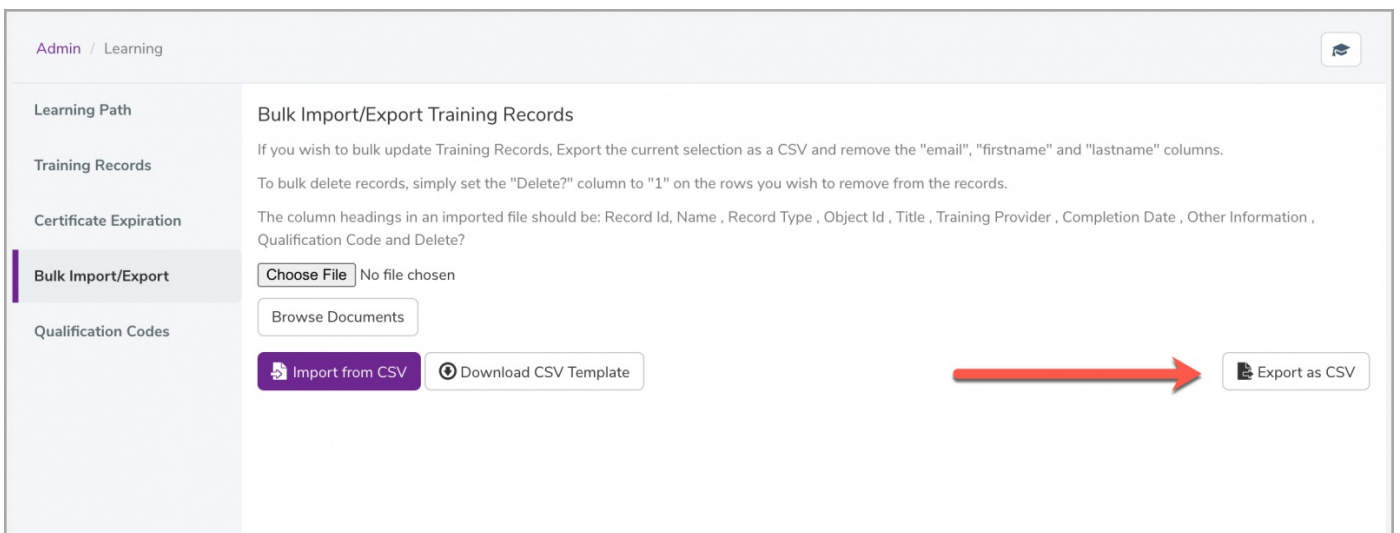 Admin / Learning
Learning Path
Training Records
Certificate Expiration
Bulk Import/Export
Qualification Codes
Bulk Import/Export Training Records
If you wish to bulk update Training Records, Export the current selection as a CSV and remove the "email", "firstname" and "lastname" columns.
To bulk delete records, simply set the "Delete?" column to "1" on the rows you wish to remove from the records.
The column headings in an imported file should be: Record Id, Name , Record Type , Object Id , Title , Training Provider , Completion Date , Other Information ,
Qualification Code and Delete?
Choose File No file chosen
Browse Documents
Import from CSV Download CSV Template Export as CSV